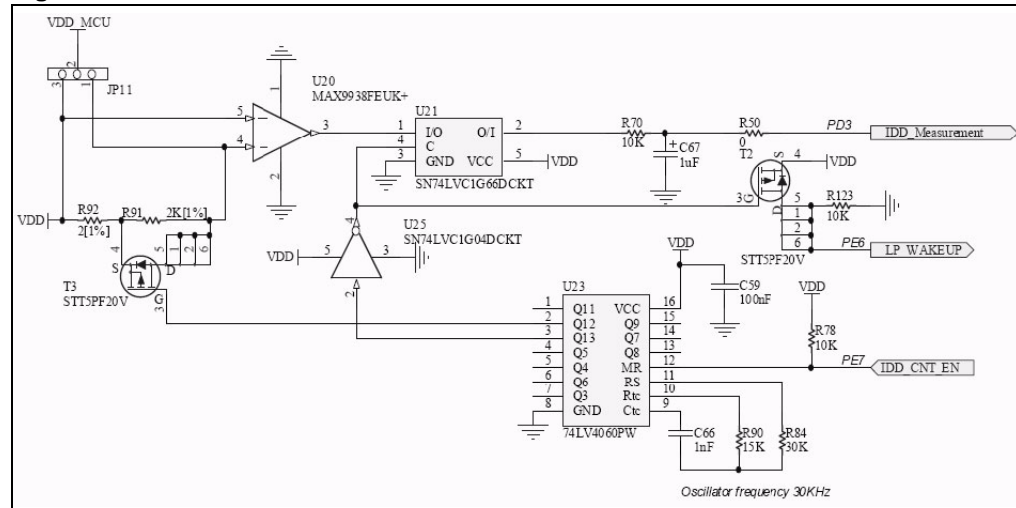 VDD_MCU
3
2
1
JP11
U20
MAX9938FEUK+
1
5
4
3
2
U21
1
I/O
O/I
2
4
C
3
GND
VCC
5
VDD
SN74LVC1G66DCKT
R70
10K
R50
0
PD3
IDD_Measurement
C67
1uF
T2
S
4
VDD
3
G
D
5
1
2
6
R123
10K
PE6
LP_WAKEUP
STT5PF20V
VDD
R92
2[1%]
R91
2K[1%]
4
5
1
2
6
S
D
T3
STT5PF20V
G
3
4
U25
SN74LVC1G04DCKT
VDD
5
3
2
U23
1
Q11
VCC
16
2
Q12
Q9
15
3
Q13
Q7
14
4
Q5
Q8
13
5
Q4
MR
12
6
Q6
RS
11
7
Q3
Rtc
10
8
GND
Ctc
9
74LV4060PW
VDD
C59
100nF
VDD
R78
10K
PE7
IDD_CNT_EN
C66
1nF
R90
15K
R84
30K
Oscillator frequency 30KHz